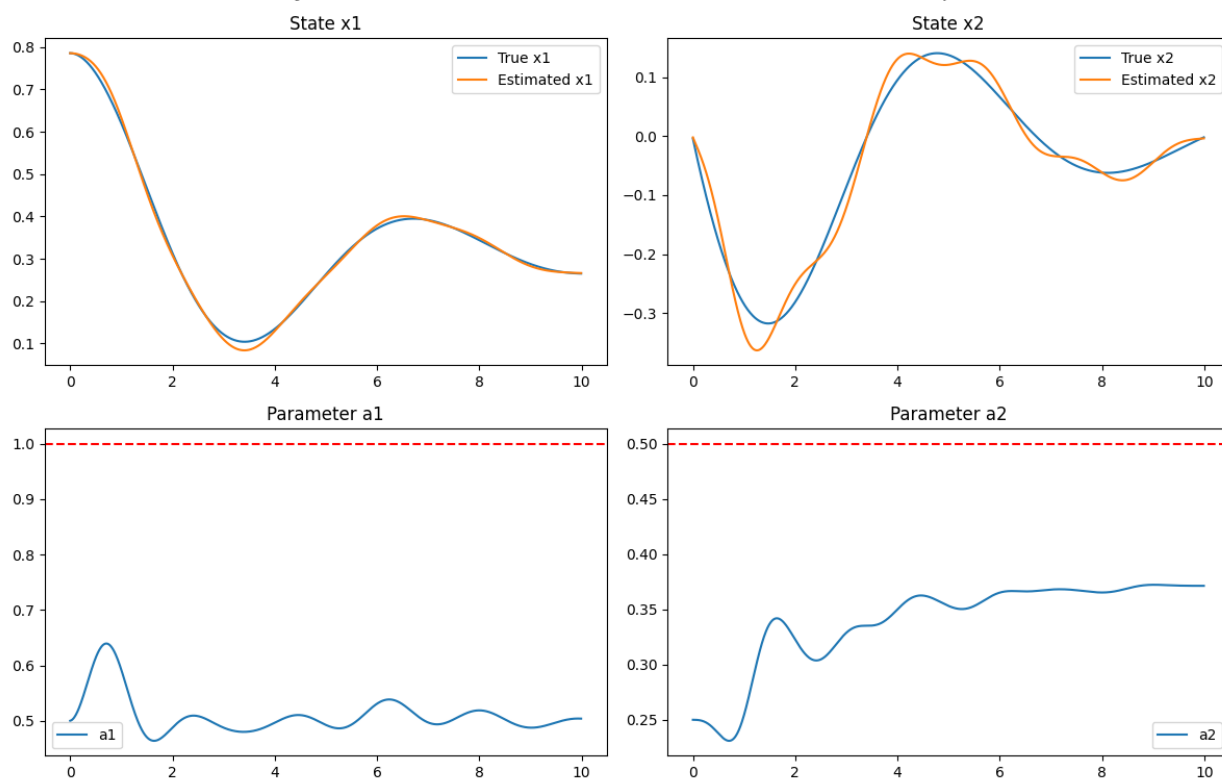 State x1
0.8
0.7
0.6
0.5
0.4
0.3
0.2
0.1
0 2 4 6 8 10
True x1
Estimated x1
State x2
0.1
0.0
−0.1
−0.2
−0.3
0 2 4 6 8 10
True x2
Estimated x2
Parameter a1
1.0
0.9
0.8
0.7
0.6
0.5
0 2 4 6 8 10
a1
Parameter a2
0.50
0.45
0.40
0.35
0.30
0.25
0 2 4 6 8 10
a2